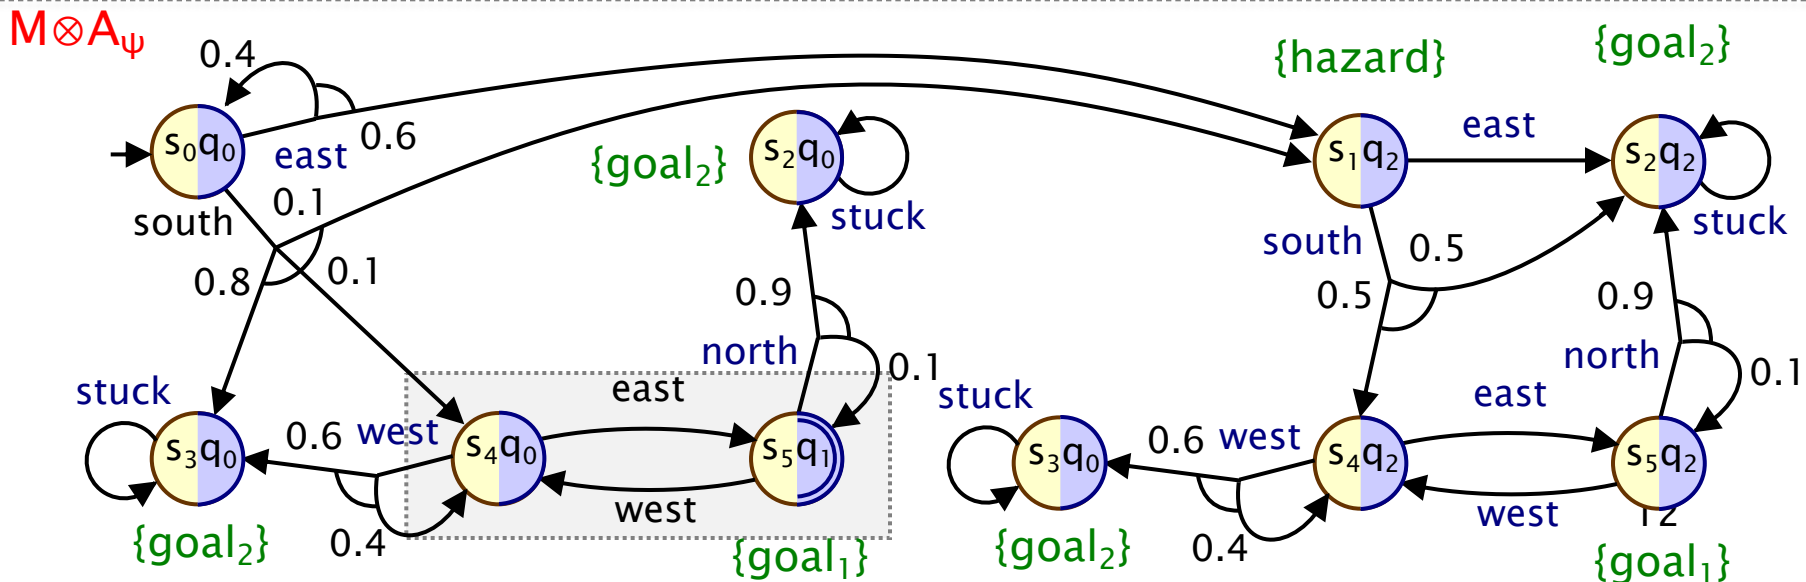 M⊗Aψ
0.4
{hazard}
{goal₂}
0.6
s₀q₀
east
s₂q₀
{goal₂}
s₁q₂
east
s₂q₂
0.1
south
stuck
stuck
south
0.5
0.8
0.1
0.9
0.5
0.9
north
0.1
north
0.1
stuck
east
stuck
east
0.6
west
s₃q₀
s₄q₀
s₅q₁
0.6
west
s₃q₀
s₄q₂
s₅q₂
west
west
12
{goal₂}
0.4
{goal₁}
{goal₂}
0.4
{goal₁}